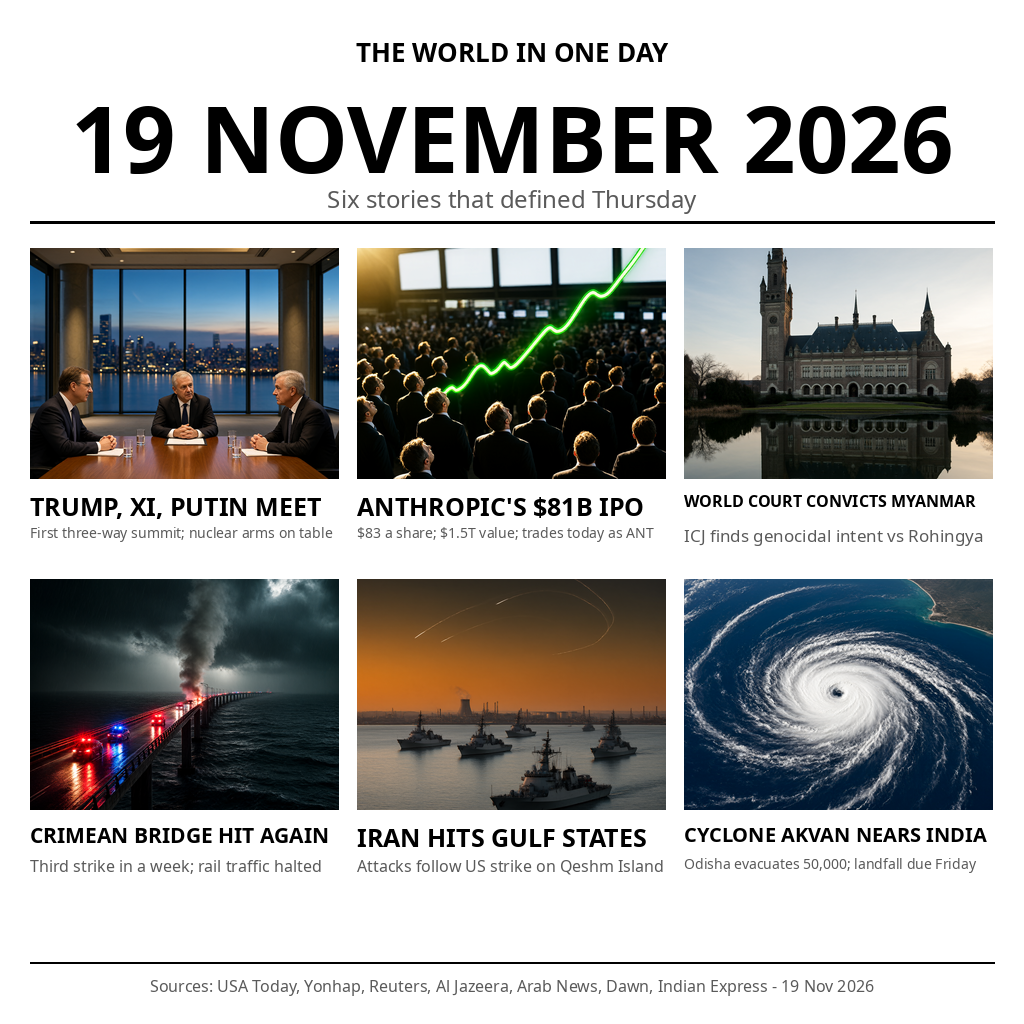 THE WORLD IN ONE DAY
19 NOVEMBER 2026
Six stories that defined Thursday
TRUMP, XI, PUTIN MEET
First three-way summit; nuclear arms on table
ANTHROPIC'S $81B IPO
$83 a share; $1.5T value; trades today as ANT
WORLD COURT CONVICTS MYANMAR
ICJ finds genocidal intent vs Rohingya
CRIMEAN BRIDGE HIT AGAIN
Third strike in a week; rail traffic halted
IRAN HITS GULF STATES
Attacks follow US strike on Qeshm Island
CYCLONE AKVAN NEARS INDIA
Odisha evacuates 50,000; landfall due Friday
Sources: USA Today, Yonhap, Reuters, Al Jazeera, Arab News, Dawn, Indian Express - 19 Nov 2026